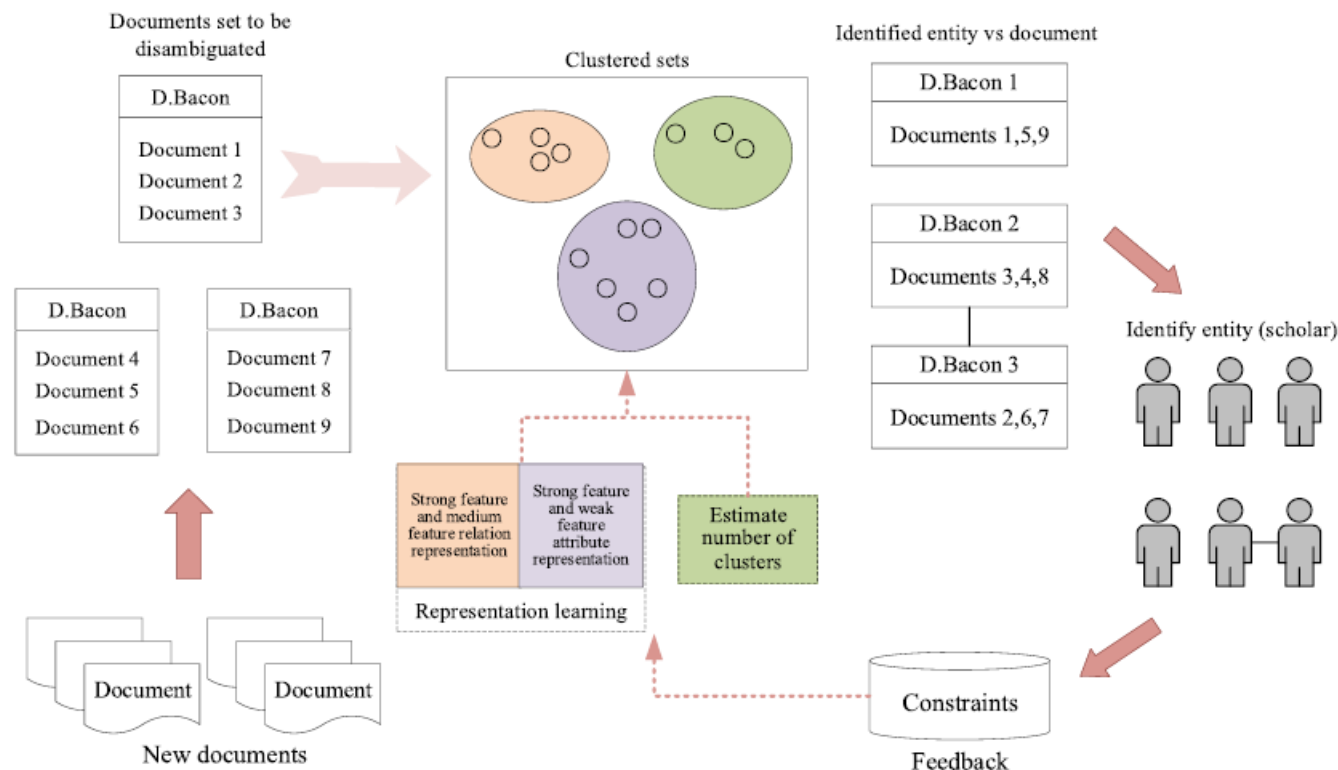 Documents set to be
disambiguated
D.Bacon
Document 1
Document 2
Document 3
D.Bacon
Document 4
Document 5
Document 6
D.Bacon
Document 7
Document 8
Document 9
Document
Document
New documents
Clustered sets
Strong feature
and medium
feature relation
representation
Strong feature
and weak
feature
attribute
representation
Representation learning
Estimate
number of
clusters
Identified entity vs document
D.Bacon 1
Documents 1,5,9
D.Bacon 2
Documents 3,4,8
D.Bacon 3
Documents 2,6,7
Identify entity (scholar)
Constraints
Feedback